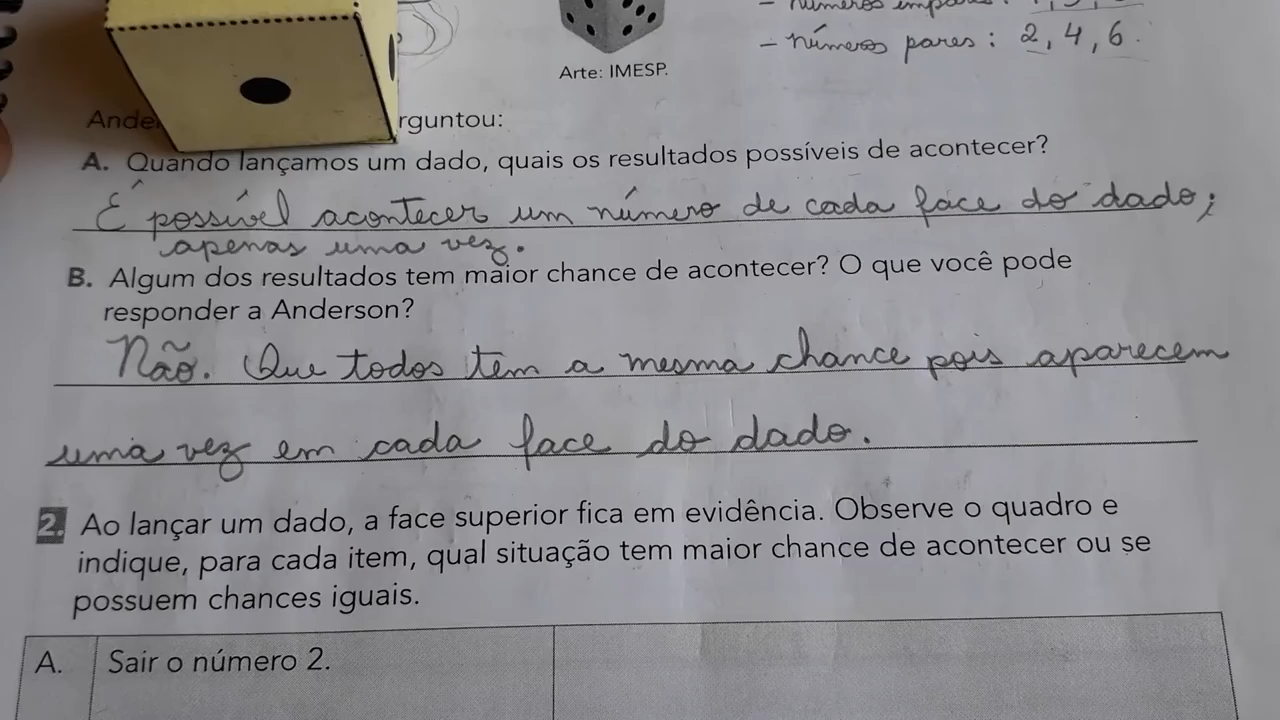 - números
- números pares: 2, 4, 6.
Arte: IMESP.
rguntou:
A. Quando lançamos um dado, quais os resultados possíveis de acontecer?
É possível acontecer um número de cada face do dado;
apenas uma vez.
B. Algum dos resultados tem maior chance de acontecer? O que você pode
responder a Anderson?
Não. Que todos têm a mesma chance pois aparecem
uma vez em cada face do dado.
2. Ao lançar um dado, a face superior fica em evidência. Observe o quadro e
indique, para cada item, qual situação tem maior chance de acontecer ou se
possuem chances iguais.
A. Sair o número 2.